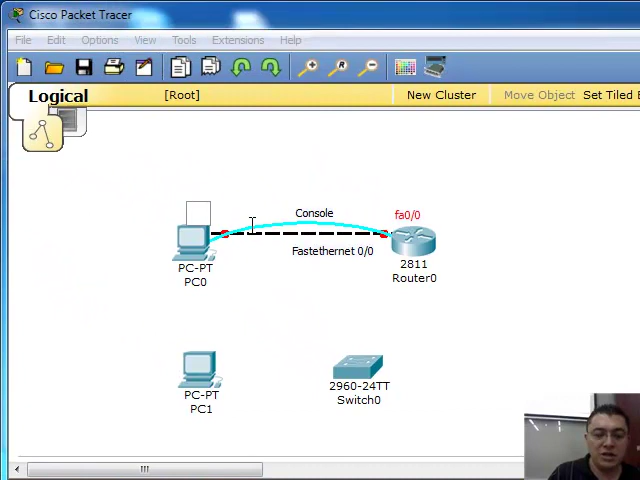 Cisco Packet Tracer
File Edit Options View Tools Extensions Help
Logical [Root] New Cluster Move Object Set Tiled
Console
fa0/0
Fastethernet 0/0
PC-PT
PC0
2811
Router0
PC-PT
PC1
2960-24TT
Switch0